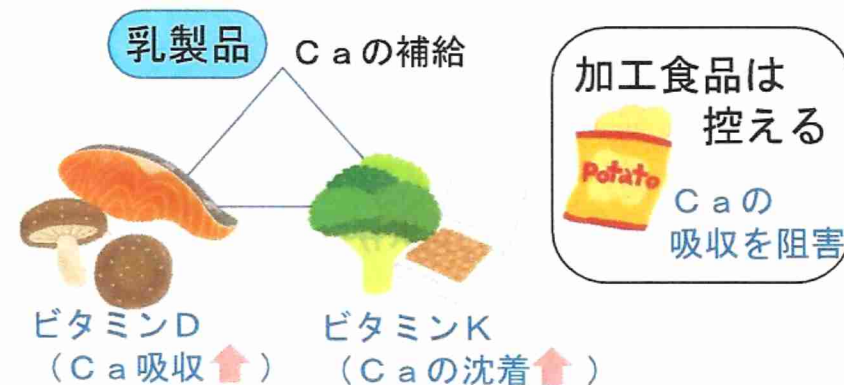 乳製品 Ｃａの補給
加工食品は
控える
Potato
Ｃａの
吸収を阻害
ビタミンＤ
（Ｃａ吸収⬆）
ビタミンＫ
（Ｃａの沈着⬆）